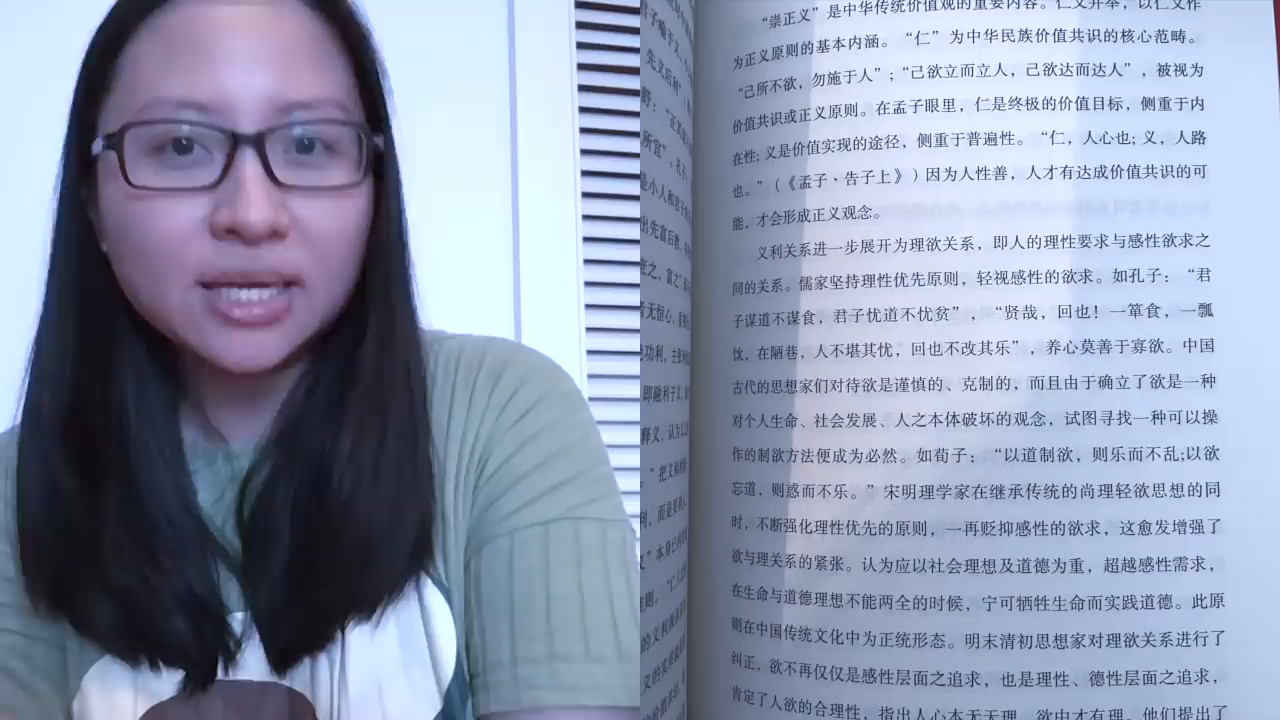 “崇正义”是中华传统价值观的重要内容。仁义并举，以仁义作
为正义原则的基本内涵。“仁”为中华民族价值共识的核心范畴。
“己所不欲，勿施于人”；“己欲立而立人，己欲达而达人”，被视为
价值共识或正义原则。在孟子眼里，仁是终极的价值目标，侧重于内
在性；义是价值实现的途径，侧重于普遍性。“仁，人心也；义，人路
也。”（《孟子·告子上》）因为人性善，人才有达成价值共识的可
能，才会形成正义观念。
义利关系进一步展开为理欲关系，即人的理性要求与感性欲求之
间的关系。儒家坚持理性优先原则，轻视感性的欲求。如孔子：“君
子谋道不谋食，君子忧道不忧贫”，“贤哉，回也！一箪食，一瓢
饮，在陋巷，人不堪其忧，回也不改其乐”，养心莫善于寡欲。中国
古代的思想家们对待欲是谨慎的、克制的，而且由于确立了欲是一种
对个人生命、社会发展、人之本体破坏的观念，试图寻找一种可以操
作的制欲方法便成为必然。如荀子：“以道制欲，则乐而不乱；以欲
忘道，则惑而不乐。”宋明理学家在继承传统的尚理轻欲思想的同
时，不断强化理性优先的原则，一再贬抑感性的欲求，这愈发增强了
欲与理关系的紧张。认为应以社会理想及道德为重，超越感性需求，
在生命与道德理想不能两全的时候，宁可牺牲生命而实践道德。此原
则在中国传统文化中为正统形态。明末清初思想家对理欲关系进行了
纠正，欲不再仅仅是感性层面之追求，也是理性、德性层面之追求，
肯定了人欲的合理性，指出人心本无天理，欲中才有理。他们提出了